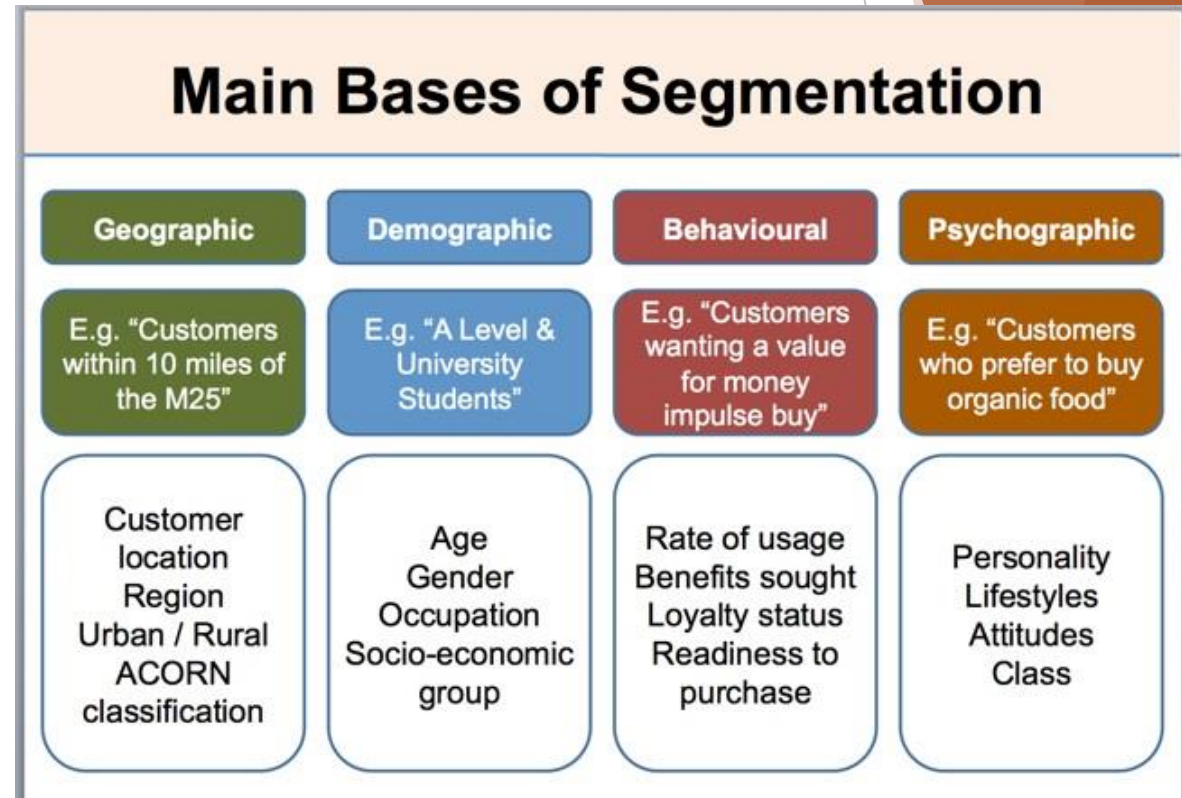 Main Bases of Segmentation
Geographic
Demographic
Behavioural
Psychographic
E.g. “Customers
within 10 miles of
the M25”
E.g. “A Level &
University
Students”
E.g. “Customers
wanting a value
for money
impulse buy”
E.g. “Customers
who prefer to buy
organic food”
Customer
location
Region
Urban / Rural
ACORN
classification
Age
Gender
Occupation
Socio-economic
group
Rate of usage
Benefits sought
Loyalty status
Readiness to
purchase
Personality
Lifestyles
Attitudes
Class